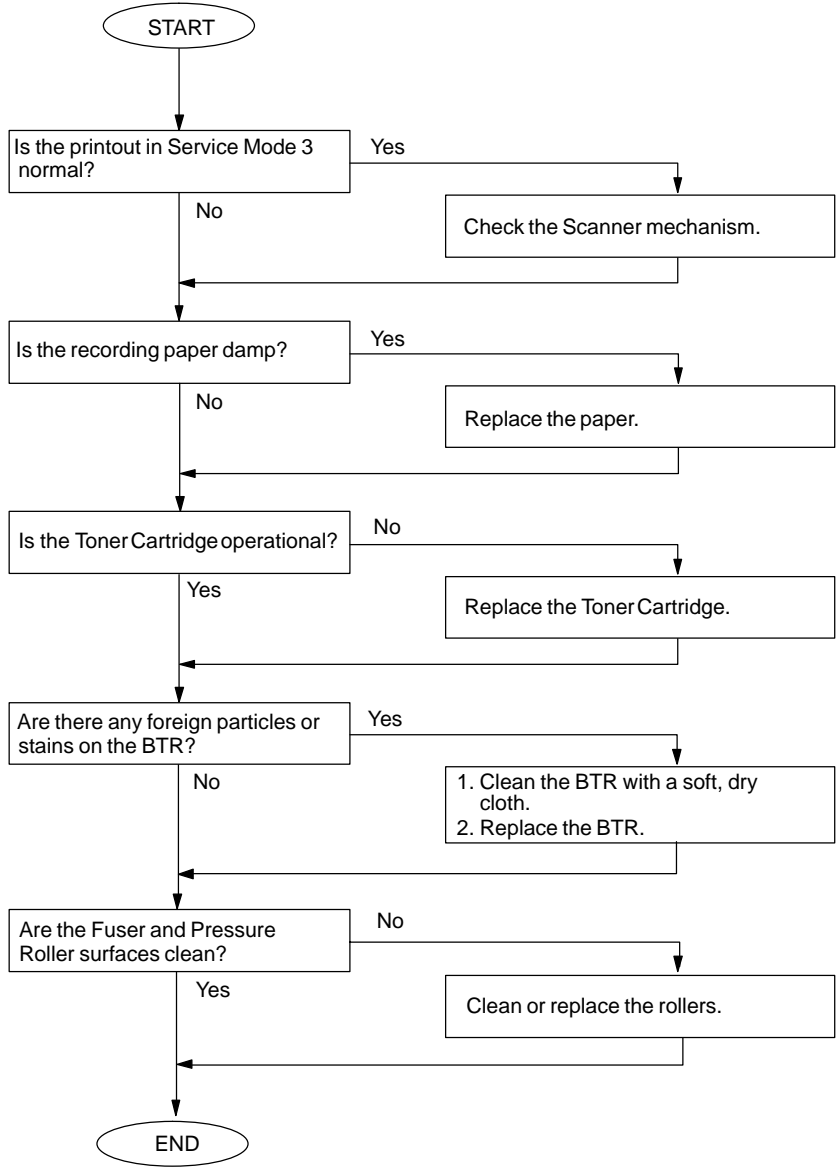 START
Is the printout in Service Mode 3
normal?
Yes
No
Check the Scanner mechanism.
Is the recording paper damp?
Yes
No
Replace the paper.
Is the Toner Cartridge operational?
No
Yes
Replace the Toner Cartridge.
Are there any foreign particles or
stains on the BTR?
Yes
No
1. Clean the BTR with a soft, dry
cloth.
2. Replace the BTR.
Are the Fuser and Pressure
Roller surfaces clean?
No
Yes
Clean or replace the rollers.
END